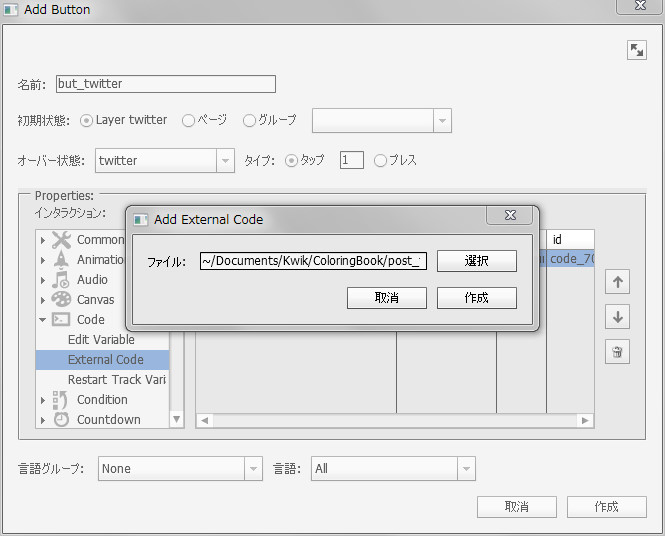 Add Button
名前: but_twitter
初期状態: Layer twitter ページ グループ
オーバー状態: twitter タイプ: タップ 1 プレス
Properties:
インタラクション:
Add External Code
ファイル: ~/Documents/Kwik/ColoringBook/post_ 選択
取消 作成
Common
id
Animation
code_70
Audio
Canvas
Code
Edit Variable
External Code
Restart Track Vari
Condition
Countdown
言語グループ: None 言語: All
取消 作成